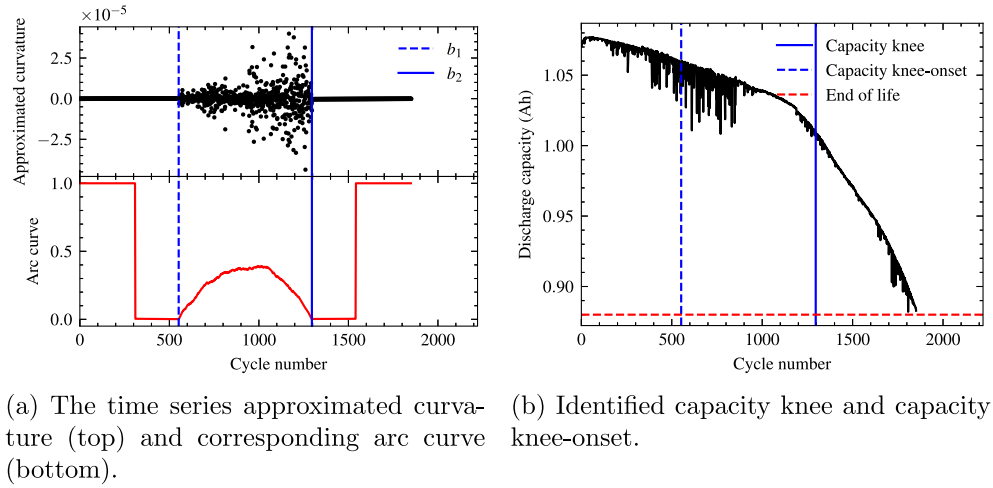 ×10⁻⁵
b₁
b₂
2.5
0.0
−2.5
Approximated curvature
1.0
0.5
0.0
Arc curve
0
500
1000
1500
2000
Cycle number
Capacity knee
Capacity knee-onset
End of life
1.05
1.00
0.95
0.90
Discharge capacity (Ah)
0
500
1000
1500
2000
Cycle number
(a) The time series approximated curva-
ture (top) and corresponding arc curve
(bottom).
(b) Identified capacity knee and capacity
knee-onset.